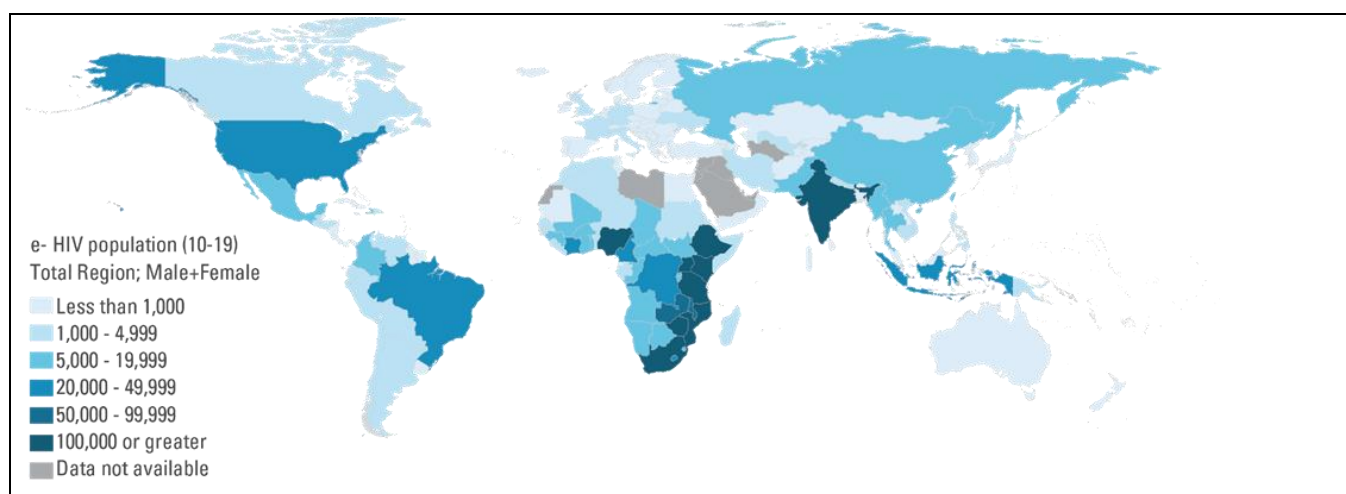 e- HIV population (10-19)
Total Region; Male+Female
Less than 1,000
1,000 - 4,999
5,000 - 19,999
20,000 - 49,999
50,000 - 99,999
100,000 or greater
Data not available